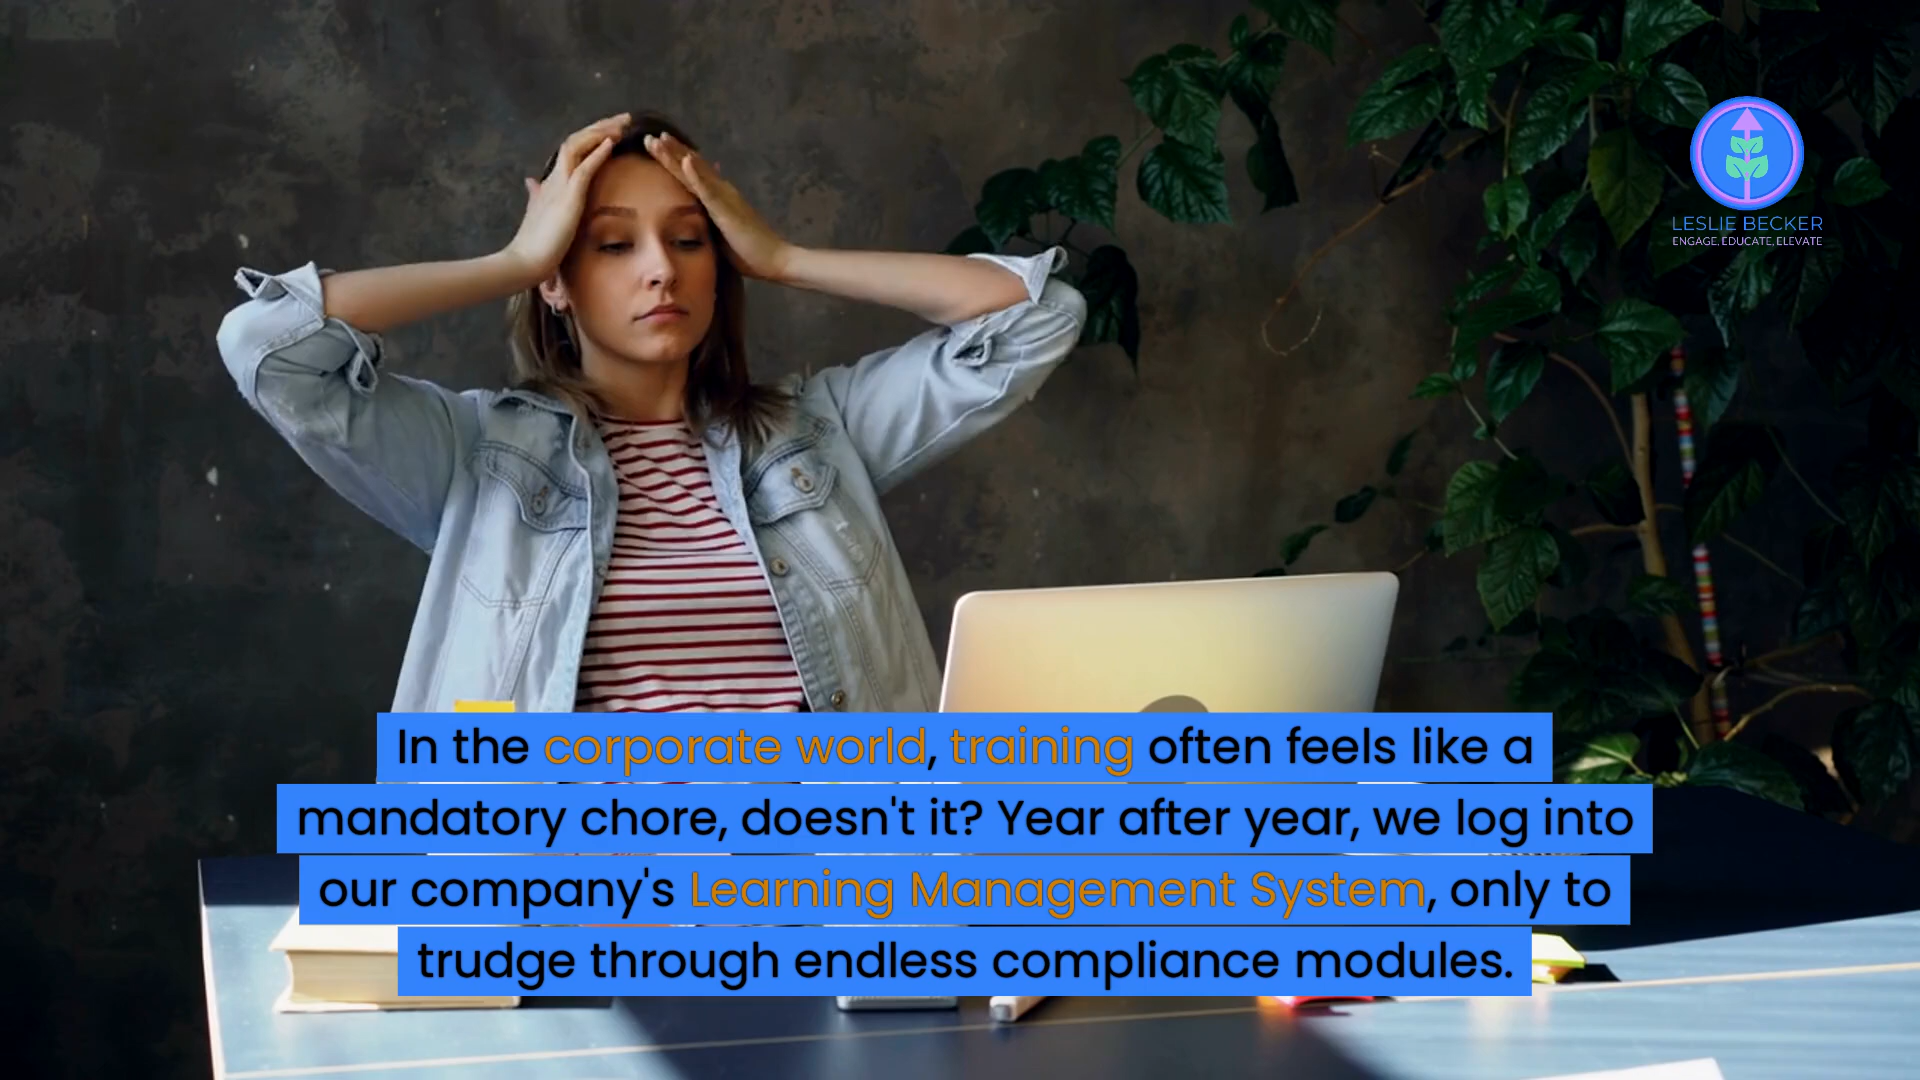 LESLIE BECKER
ENGAGE, EDUCATE, ELEVATE
In the corporate world, training often feels like a
mandatory chore, doesn't it? Year after year, we log into
our company's Learning Management System, only to
trudge through endless compliance modules.